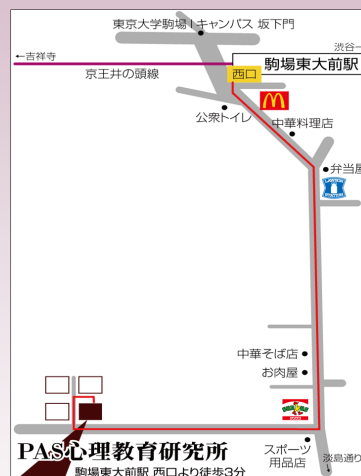 東京大学駒場Iキャンパス 坂下門
渋谷→
←吉祥寺
駒場東大前駅
京王井の頭線
西口
公衆トイレ
中華料理店
弁当屋
中華そば店
お肉屋
PAS心理教育研究所
駒場東大前駅 西口より徒歩3分
スポーツ
用品店
淡島通り